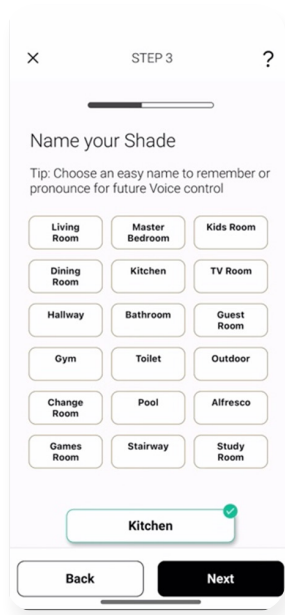 STEP 3
?
Name your Shade
Tip: Choose an easy name to remember or
pronounce for future Voice control
Living
Room
Master
Bedroom
Kids Room
Dining
Room
Kitchen
TV Room
Hallway
Bathroom
Guest
Room
Gym
Toilet
Outdoor
Change
Room
Pool
Alfresco
Games
Room
Stairway
Study
Room
Kitchen
Back
Next